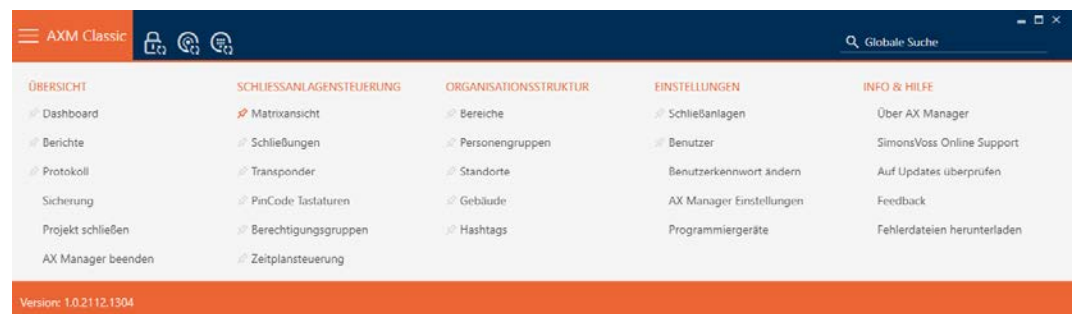 AXM Classic
Globale Suche
ÜBERSICHT
Dashboard
Berichte
Protokoll
Sicherung
Projekt schließen
AX Manager beenden
SCHLIESSANLAGENSTEUERUNG
Matrixansicht
Schließungen
Transponder
PinCode Tastaturen
Berechtigungsgruppen
Zeitplansteuerung
ORGANISATIONSSTRUKTUR
Bereiche
Personengruppen
Standorte
Gebäude
Hashtags
EINSTELLUNGEN
Schließanlagen
Benutzer
Benutzerkennwort ändern
AX Manager Einstellungen
Programmiergeräte
INFO & HILFE
Über AX Manager
SimonsVoss Online Support
Auf Updates überprüfen
Feedback
Fehlerdateien herunterladen
Version: 1.0.2112.1304